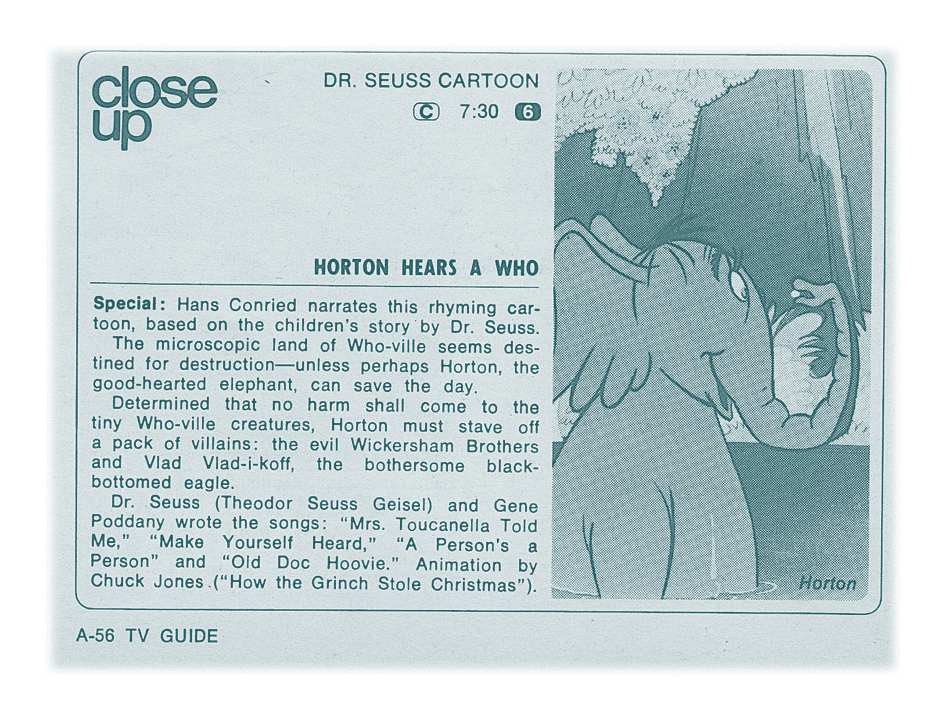 close
up
DR. SEUSS CARTOON
C 7:30 6
HORTON HEARS A WHO
Special: Hans Conried narrates this rhyming car-
toon, based on the children's story by Dr. Seuss.
The microscopic land of Who-ville seems des-
tined for destruction—unless perhaps Horton, the
good-hearted elephant, can save the day.
Determined that no harm shall come to the
tiny Who-ville creatures, Horton must stave off
a pack of villains: the evil Wickersham Brothers
and Vlad Vlad-i-koff, the bothersome black-
bottomed eagle.
Dr. Seuss (Theodor Seuss Geisel) and Gene
Poddany wrote the songs: “Mrs. Toucanella Told
Me,” “Make Yourself Heard,” “A Person's a
Person” and “Old Doc Hoovie.” Animation by
Chuck Jones (“How the Grinch Stole Christmas”).
Horton
A-56 TV GUIDE